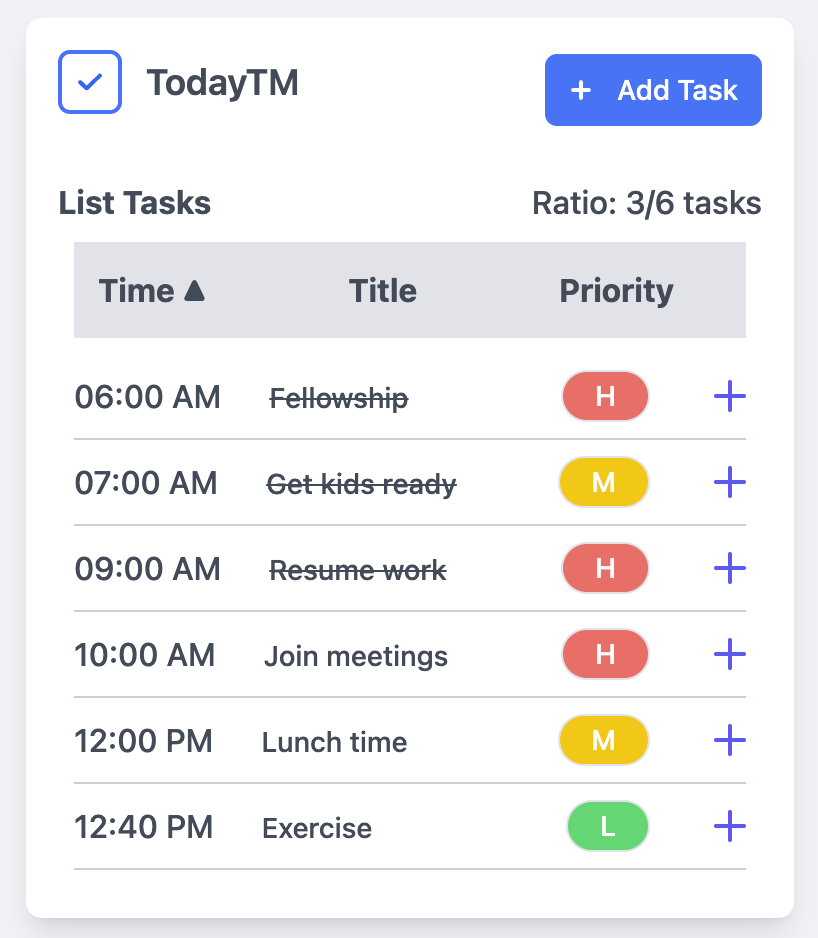 TodayTM
+ Add Task
List Tasks
Ratio: 3/6 tasks
Time ▲ Title Priority
06:00 AM Fellowship H +
07:00 AM Get kids ready M +
09:00 AM Resume work H +
10:00 AM Join meetings H +
12:00 PM Lunch time M +
12:40 PM Exercise L +